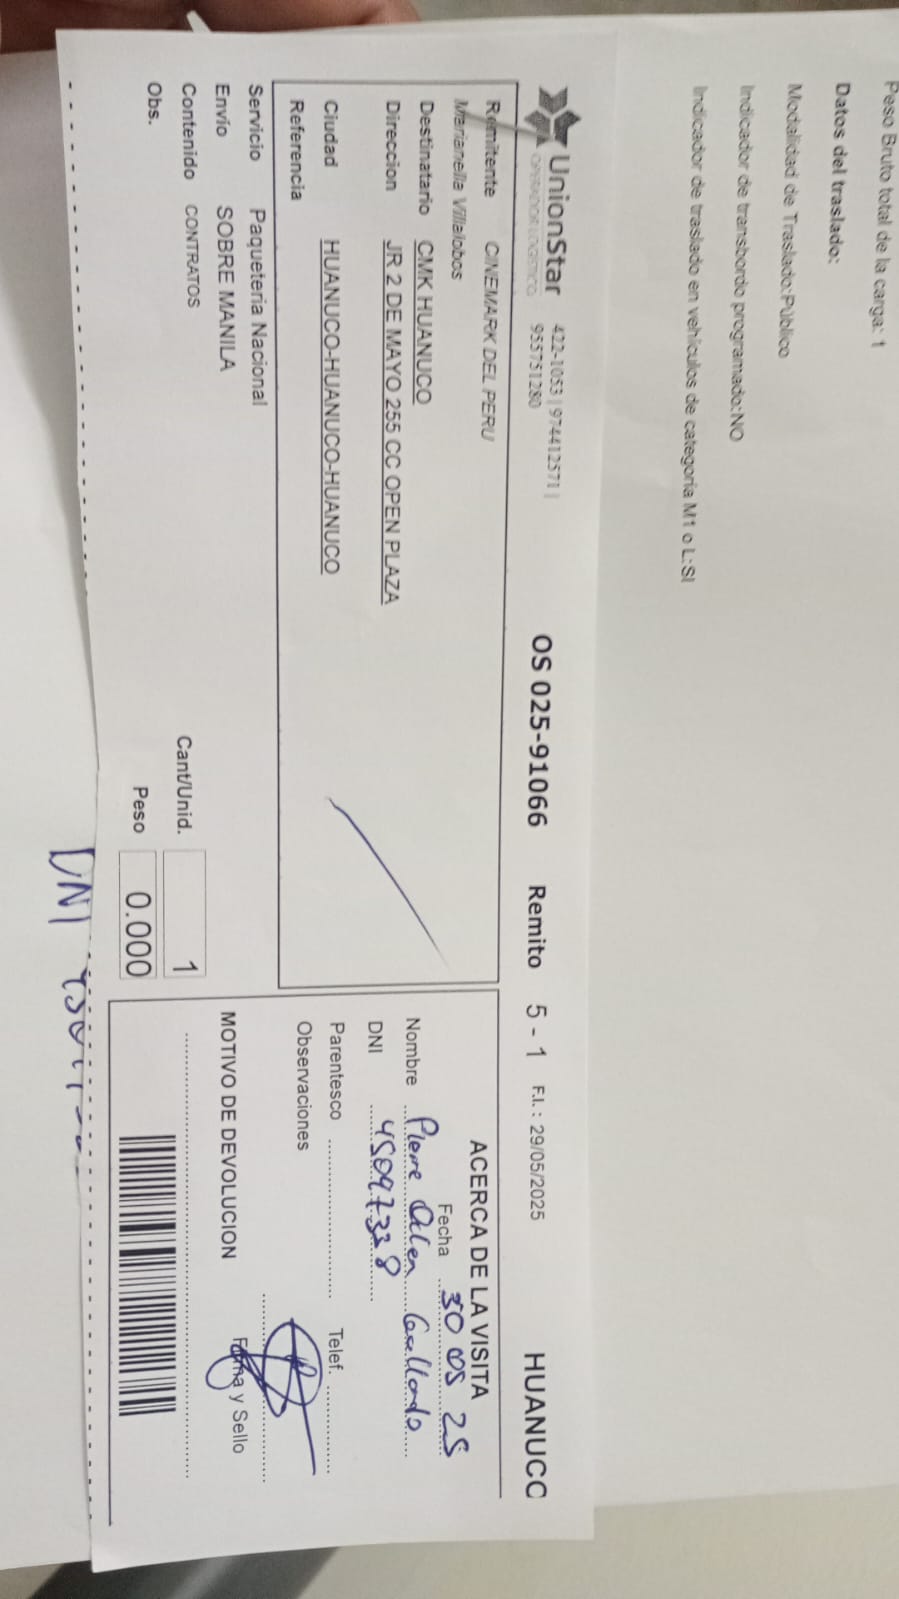 Peso Bruto total de la carga: 1
Datos del traslado:
Modalidad de Traslado:Público
Indicador de transbordo programado:NO
Indicador de traslado en vehículos de categoría M1 o L:SI
UnionStar
OPERADOR LOGISTICO
422-1053 | 974412571 |
955751280
OS 025-91066 Remito 5 - 1 F.I. : 29/05/2025 HUANUCO
Remitente CINEMARK DEL PERU
Marianella Villalobos
Destinatario CMK HUANUCO
Direccion JR 2 DE MAYO 255 CC OPEN PLAZA
Ciudad HUANUCO-HUANUCO-HUANUCO
Referencia
Servicio Paqueteria Nacional
Envío SOBRE MANILA
Contenido CONTRATOS
Obs.
Cant/Unid. 1
Peso 0.000
ACERCA DE LA VISITA
Fecha 30 05 25
Nombre
DNI 45097338
Parentesco Telef.
Observaciones
Firma y Sello
MOTIVO DE DEVOLUCION
DNI